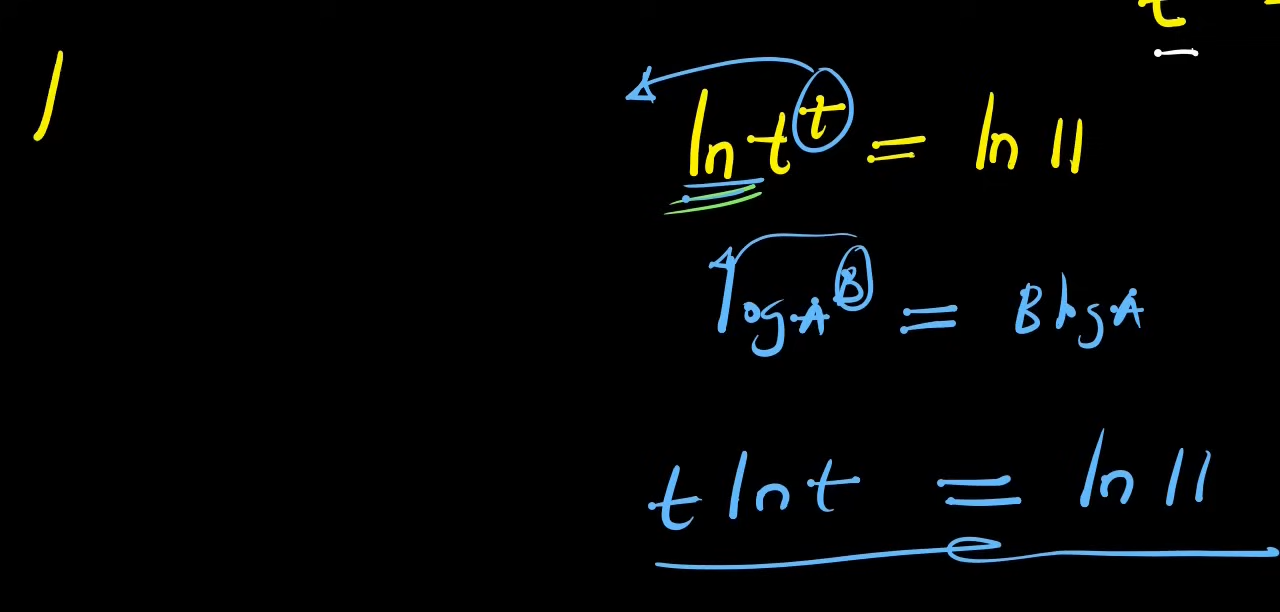 t
ln t^t = ln 11
log A^B = B log A
t ln t = ln 11